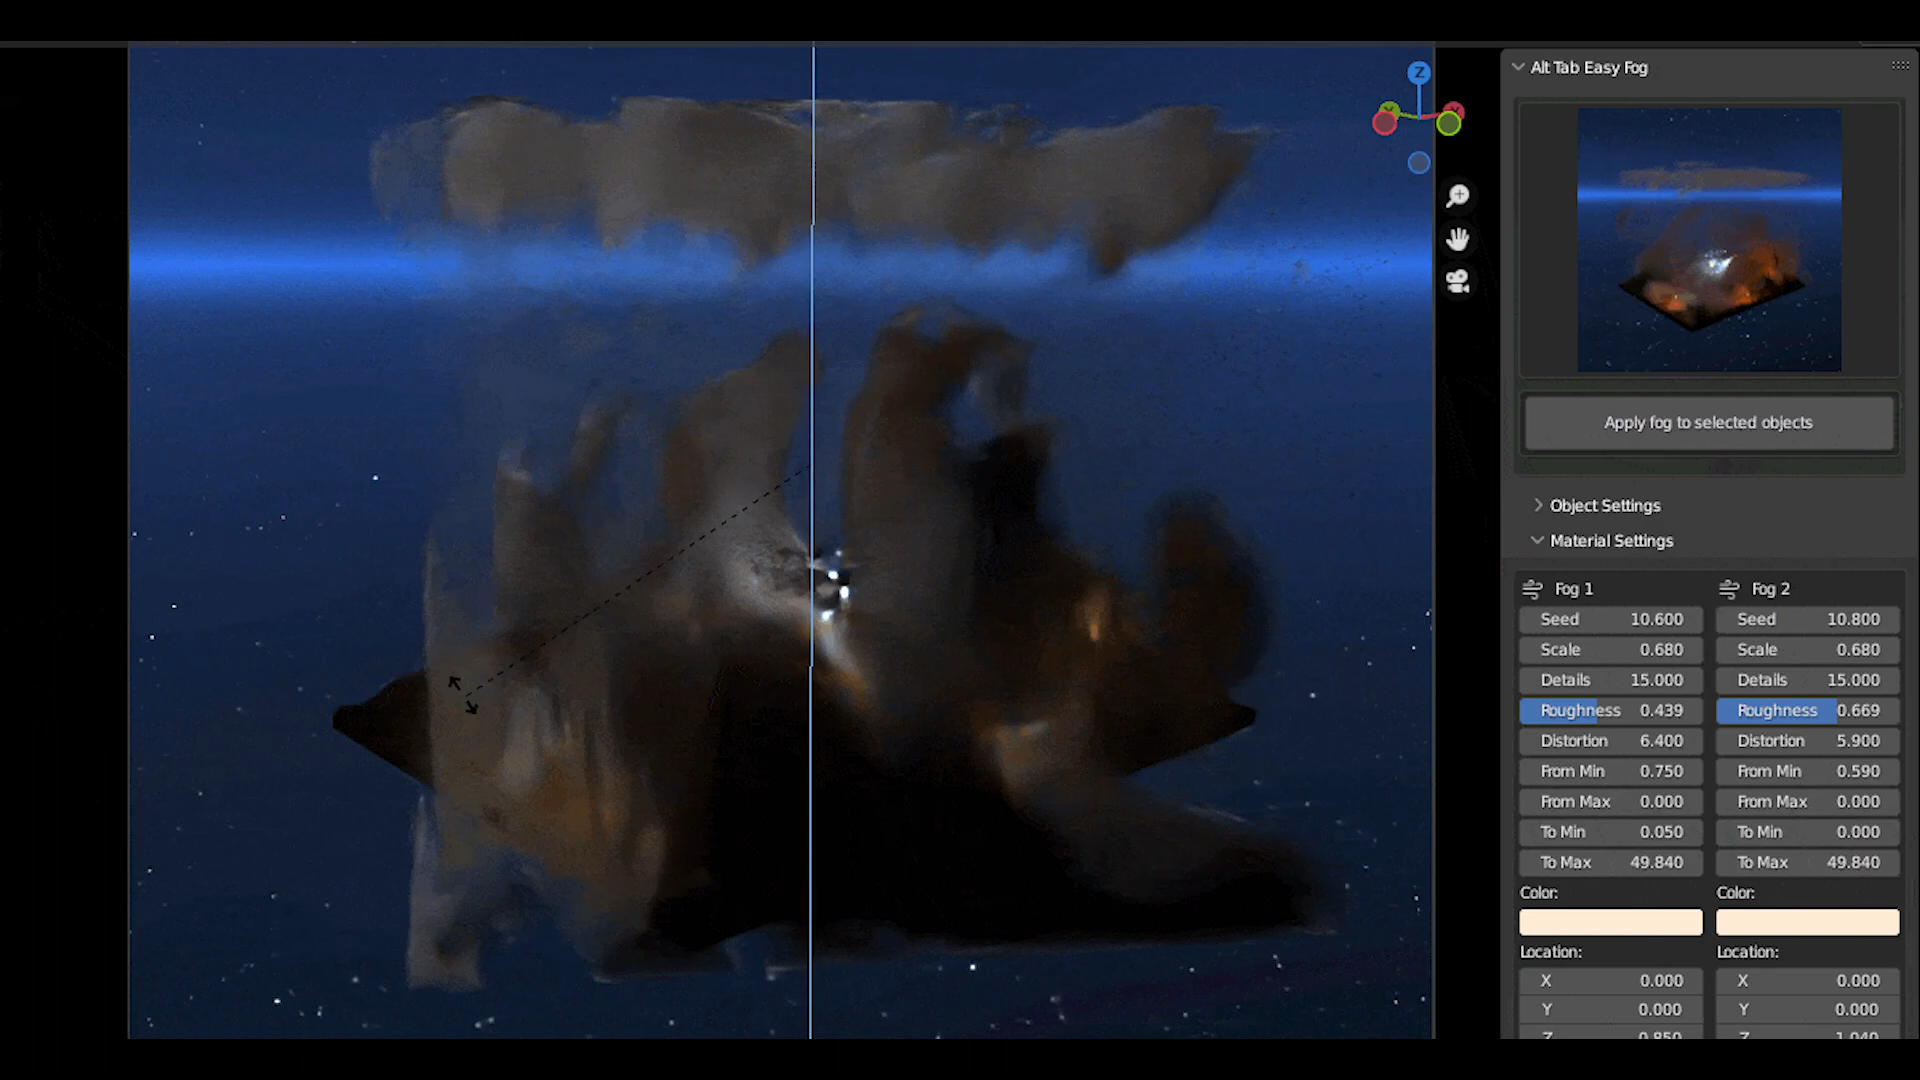 Alt Tab Easy Fog
Z
Apply fog to selected objects
Object Settings
Material Settings
Fog 1 Fog 2
Seed 10.600 Seed 10.800
Scale 0.680 Scale 0.680
Details 15.000 Details 15.000
Roughness 0.439 Roughness 0.669
Distortion 6.400 Distortion 5.900
From Min 0.750 From Min 0.590
From Max 0.000 From Max 0.000
To Min 0.050 To Min 0.000
To Max 49.840 To Max 49.840
Color: Color:
Location: Location:
X 0.000 X 0.000
Y 0.000 Y 0.000
Z 0.850 Z 1.040